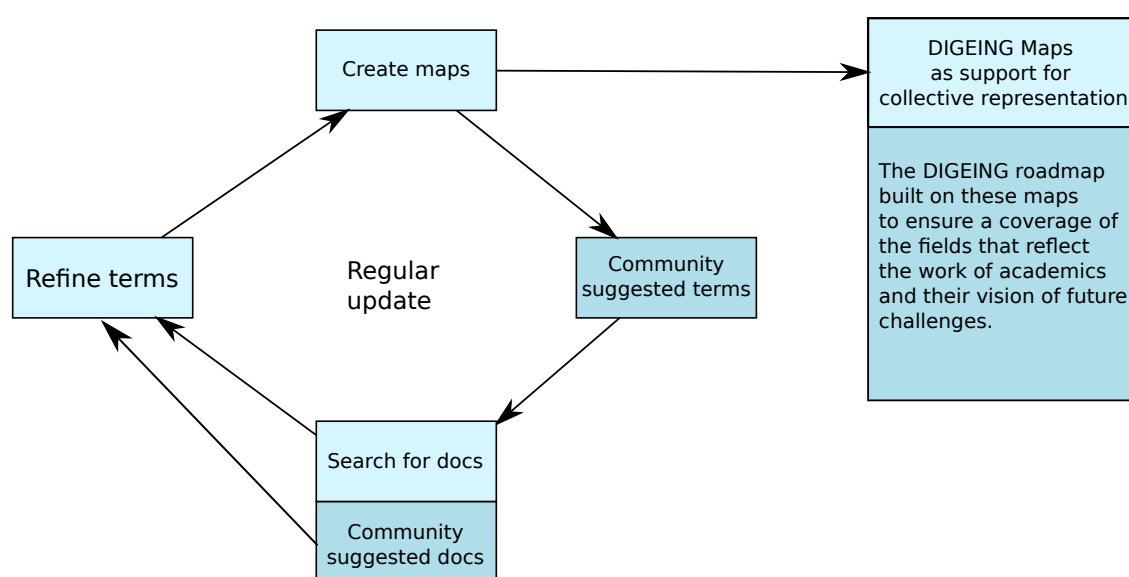 Create maps
DIGEING Maps
as support for
collective representation
The DIGEING roadmap
built on these maps
to ensure a coverage of
the fields that reflect
the work of academics
and their vision of future
challenges.
Refine terms
Regular
update
Community
suggested terms
Search for docs
Community
suggested docs